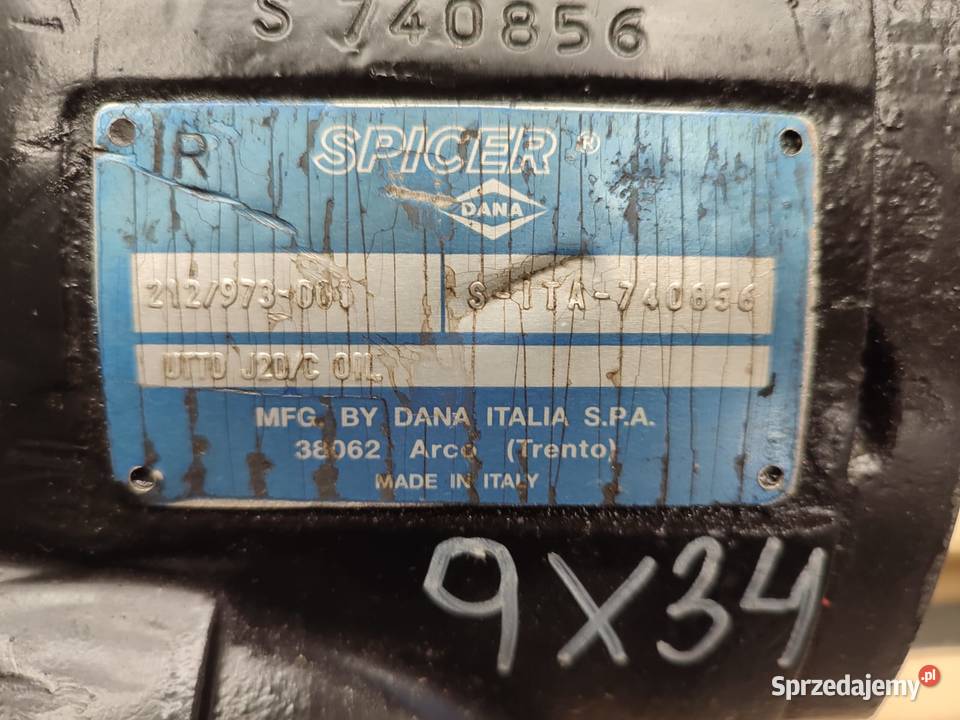 S 740856
R SPICER ®
DANA
212/973-001 S-ITA-740856
UTTO J20/C OIL
MFG. BY DANA ITALIA S.P.A.
38062 Arco (Trento)
MADE IN ITALY
9X34
Sprzedajemy.pl